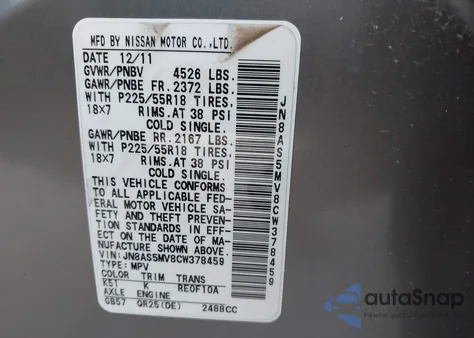 MFD BY NISSAN MOTOR CO.,LTD.
DATE 12/11
GVWR/PNBV 4526 LBS.
GAWR/PNBE FR. 2372 LBS.
WITH P225/55R18 TIRES,
18X7 RIMS.AT 38 PSI
COLD SINGLE.
GAWR/PNBE RR. 2167 LBS.
WITH P225/55R18 TIRES,
18X7 RIMS.AT 38 PSI
COLD SINGLE.
THIS VEHICLE CONFORMS
TO ALL APPLICABLE FED-
ERAL MOTOR VEHICLE SA-
FETY AND THEFT PREVEN-
TION STANDARDS IN EFF-
ECT ON THE DATE OF MA-
NUFACTURE SHOWN ABOVE.
VIN: JN8AS5MV8CW378459
TYPE: MPV
COLOR TRIM TRANS
K51 K RE0F10A
AXLE ENGINE
GB57 QR25(DE) 2488CC
JN8AS5MV8CW378459
autoSnap
www.autosnap.com